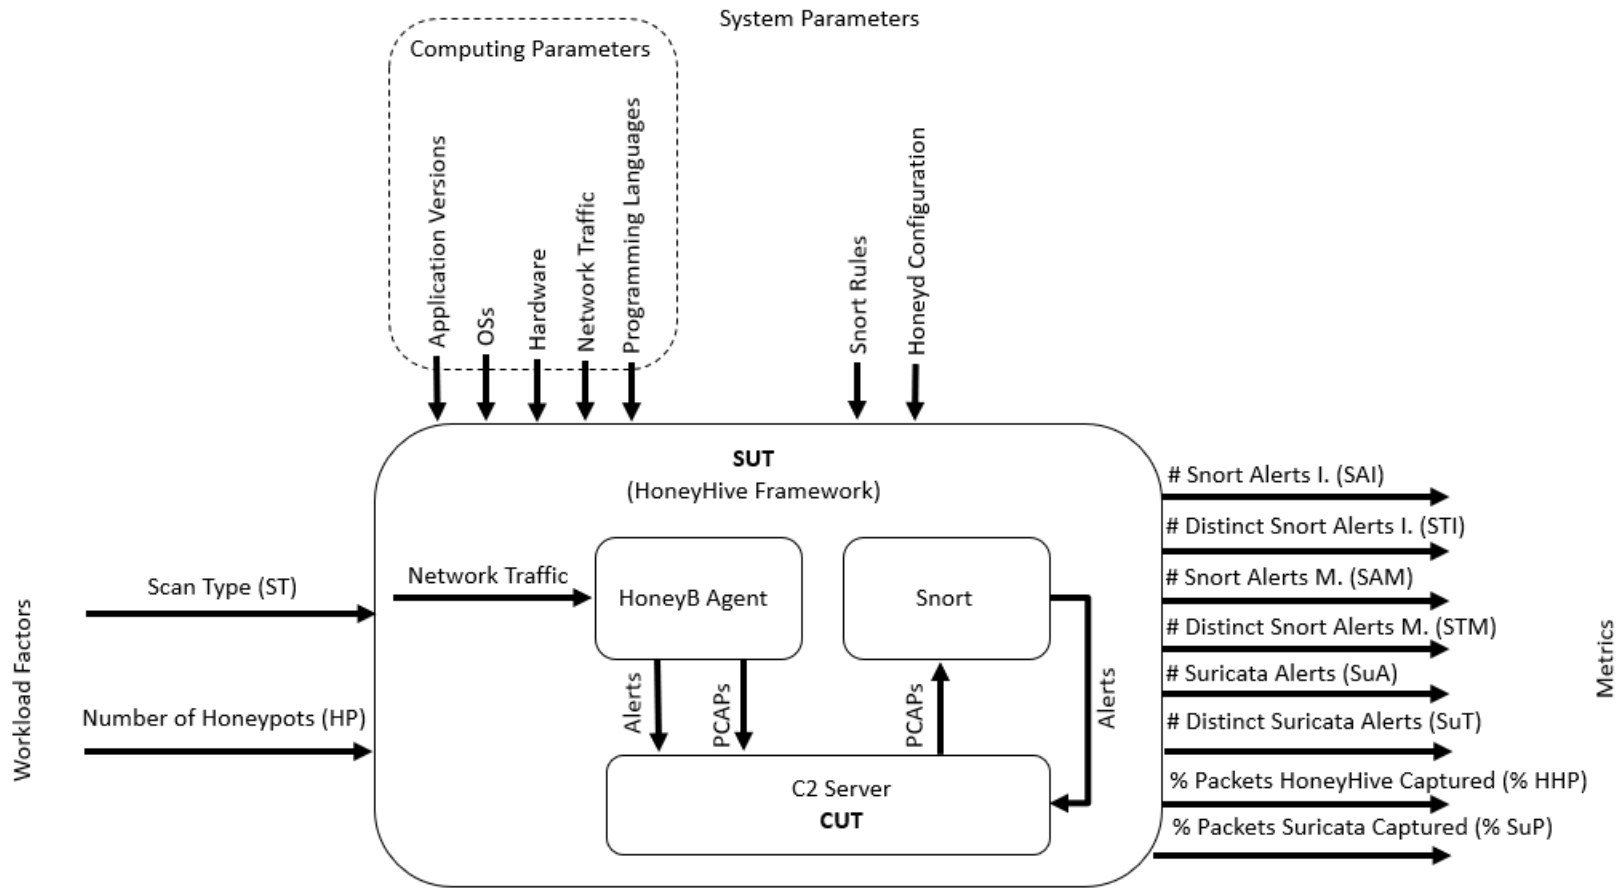 System Parameters
Computing Parameters
Application Versions
OSs
Hardware
Network Traffic
Programming Languages
Snort Rules
Honeyd Configuration
SUT
(HoneyHive Framework)
Workload Factors
Scan Type (ST)
Number of Honeypots (HP)
Network Traffic
HoneyB Agent
Snort
Alerts
PCAPs
PCAPs
Alerts
C2 Server
CUT
# Snort Alerts I. (SAI)
# Distinct Snort Alerts I. (STI)
# Snort Alerts M. (SAM)
# Distinct Snort Alerts M. (STM)
# Suricata Alerts (SuA)
# Distinct Suricata Alerts (SuT)
% Packets HoneyHive Captured (% HHP)
% Packets Suricata Captured (% SuP)
Metrics